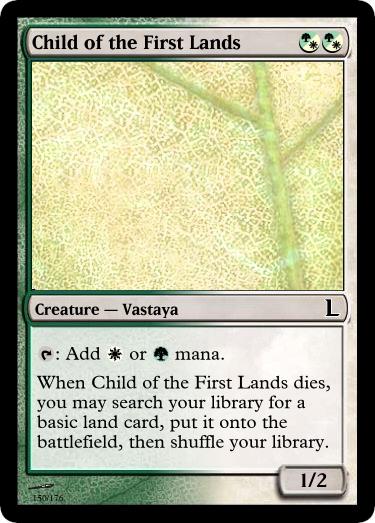 Child of the First Lands
Creature — Vastaya L
: Add or mana.
When Child of the First Lands dies,
you may search your library for a
basic land card, put it onto the
battlefield, then shuffle your library.
1/2
150/176